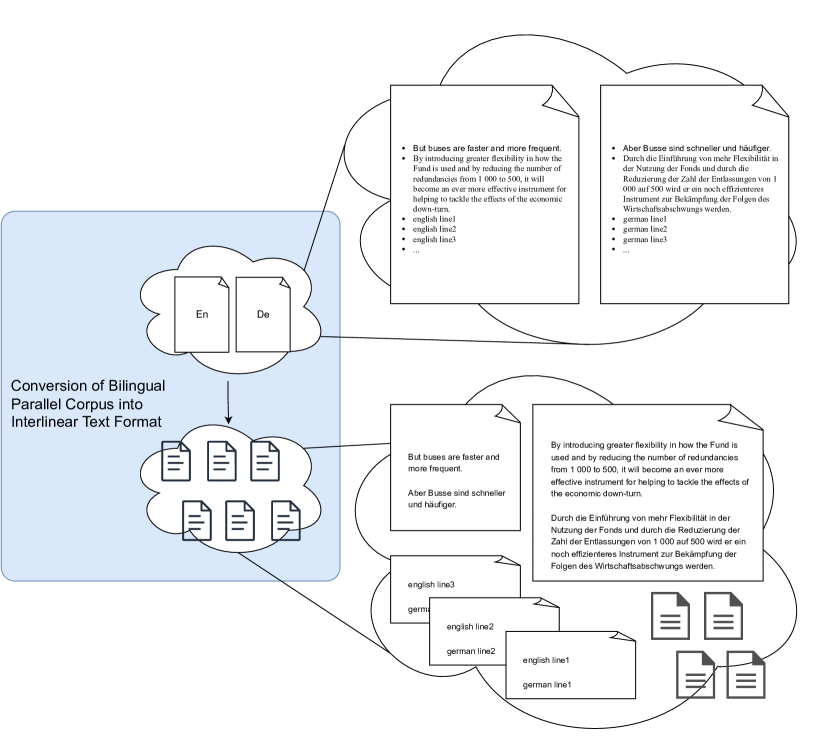 But buses are faster and more frequent.
By introducing greater flexibility in how the
Fund is used and by reducing the number of
redundancies from 1 000 to 500, it will
become an ever more effective instrument for
helping to tackle the effects of the economic
down-turn.
english line1
english line2
english line3
...
Aber Busse sind schneller und häufiger.
Durch die Einführung von mehr Flexibilität in
der Nutzung der Fonds und durch die
Reduzierung der Zahl der Entlassungen von 1
000 auf 500 wird er ein noch effizienteres
Instrument zur Bekämpfung der Folgen des
Wirtschaftsabschwungs werden.
german line1
german line2
german line3
...
En
De
Conversion of Bilingual
Parallel Corpus into
Interlinear Text Format
But buses are faster and
more frequent.
Aber Busse sind schneller
und häufiger.
By introducing greater flexibility in how the Fund is
used and by reducing the number of redundancies
from 1 000 to 500, it will become an ever more
effective instrument for helping to tackle the effects of
the economic down-turn.
Durch die Einführung von mehr Flexibilität in der
Nutzung der Fonds und durch die Reduzierung der
Zahl der Entlassungen von 1 000 auf 500 wird er ein
noch effizienteres Instrument zur Bekämpfung der
Folgen des Wirtschaftsabschwungs werden.
english line3
germa
english line2
german line2
english line1
german line1